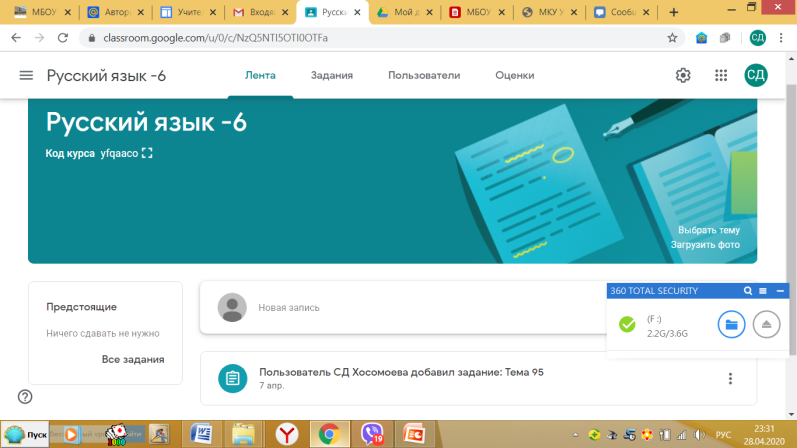 МБОУ
Автори
Учител
Входя
Русски
Мой д
МБОУ
МКУ У
Сообщ
classroom.google.com/u/0/c/NzQ5NTI5OTI0OTFa
СД
Русский язык -6
Лента
Задания
Пользователи
Оценки
СД
Русский язык -6
Код курса yfqaaco
Выбрать тему
Загрузить фото
Предстоящие
Ничего сдавать не нужно
Все задания
Новая запись
360 TOTAL SECURITY
(F :)
2.2G/3.6G
Пользователь СД Хосомоева добавил задание: Тема 95
7 апр.
Пуск
19
РУС
23:31
28.04.2020